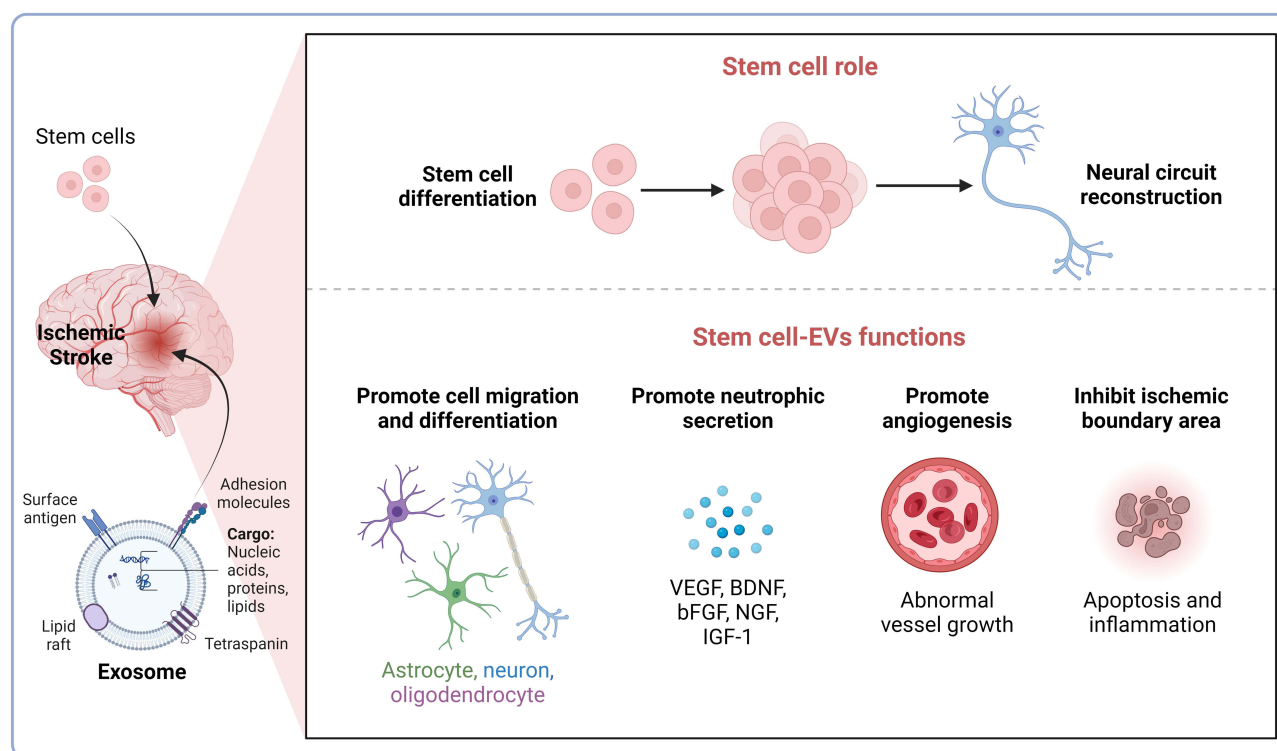 Stem cells
Ischemic
Stroke
Surface
antigen
Adhesion
molecules
Cargo:
Nucleic
acids,
proteins,
lipids
Lipid
raft
Tetraspanin
Exosome
Stem cell role
Stem cell
differentiation
Neural circuit
reconstruction
Stem cell-EVs functions
Promote cell migration
and differentiation
Astrocyte, neuron,
oligodendrocyte
Promote neutrophic
secretion
VEGF, BDNF,
bFGF, NGF,
IGF-1
Promote
angiogenesis
Abnormal
vessel growth
Inhibit ischemic
boundary area
Apoptosis and
inflammation